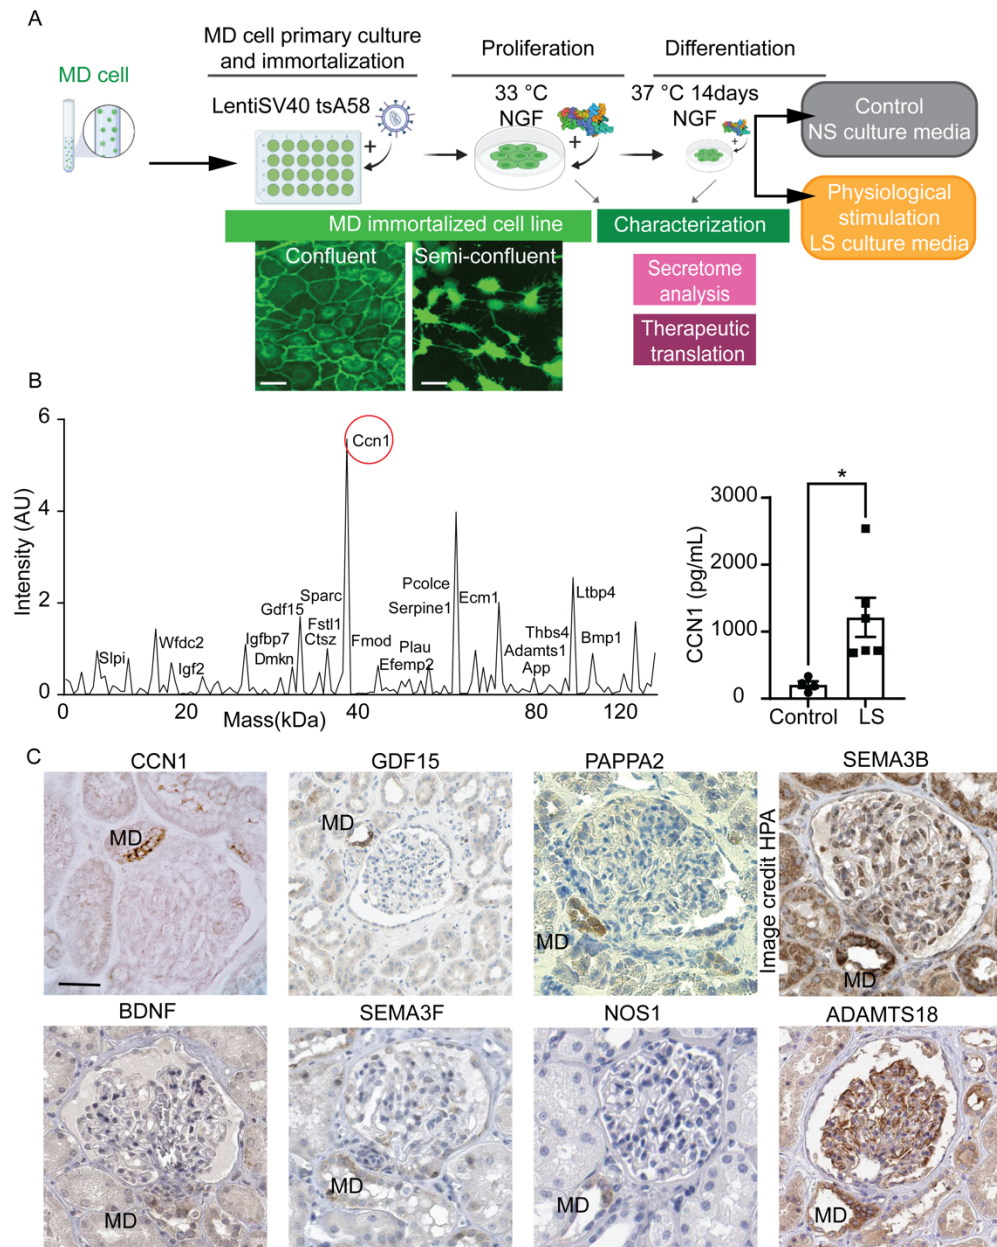 A
MD cell
MD cell primary culture
and immortalization
LentiSV40 tsA58
+
Proliferation
33 °C
NGF
+
Differentiation
37 °C 14days
NGF
+
Control
NS culture media
Physiological
stimulation
LS culture media
MD immortalized cell line
Confluent
Semi-confluent
Characterization
Secretome
analysis
Therapeutic
translation
B
Intensity (AU)
6
4
2
0
Ccn1
Slpi
Wfdc2
Igf2
Igfbp7
Dmkn
Gdf15
Sparc
Fstl1
Ctsz
Fmod
Plau
Efemp2
Pcolce
Serpine1
Ecm1
Thbs4
Adamts1
App
Ltbp4
Bmp1
0
20
40
80
120
Mass(kDa)
CCN1 (pg/mL)
3000
2000
1000
0
*
Control
LS
C
CCN1
MD
GDF15
MD
PAPPA2
MD
Image credit HPA
SEMA3B
MD
BDNF
MD
SEMA3F
MD
NOS1
MD
ADAMTS18
MD